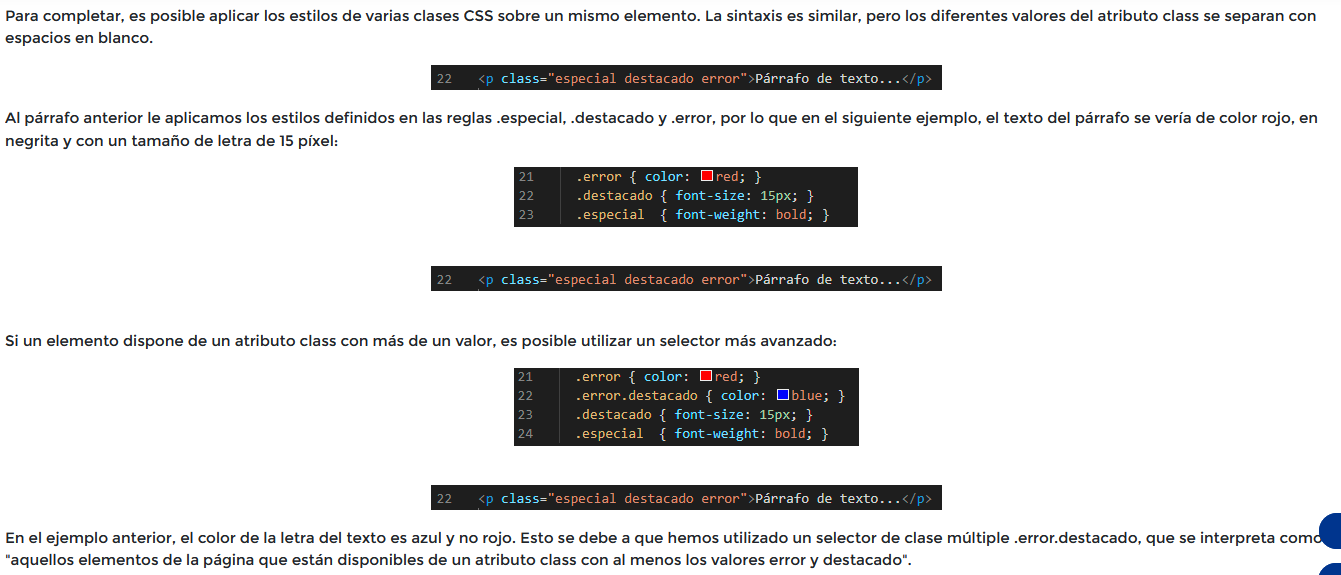 Para completar, es posible aplicar los estilos de varias clases CSS sobre un mismo elemento. La sintaxis es similar, pero los diferentes valores del atributo class se separan con
espacios en blanco.
22 <p class="especial destacado error">Párrafo de texto...</p>
Al párrafo anterior le aplicamos los estilos definidos en las reglas .especial, .destacado y .error, por lo que en el siguiente ejemplo, el texto del párrafo se vería de color rojo, en
negrita y con un tamaño de letra de 15 píxel:
21 .error { color: red; }
22 .destacado { font-size: 15px; }
23 .especial { font-weight: bold; }
22 <p class="especial destacado error">Párrafo de texto...</p>
Si un elemento dispone de un atributo class con más de un valor, es posible utilizar un selector más avanzado:
21 .error { color: red; }
22 .error.destacado { color: blue; }
23 .destacado { font-size: 15px; }
24 .especial { font-weight: bold; }
22 <p class="especial destacado error">Párrafo de texto...</p>
En el ejemplo anterior, el color de la letra del texto es azul y no rojo. Esto se debe a que hemos utilizado un selector de clase múltiple .error.destacado, que se interpreta como
"aquellos elementos de la página que están disponibles de un atributo class con al menos los valores error y destacado".